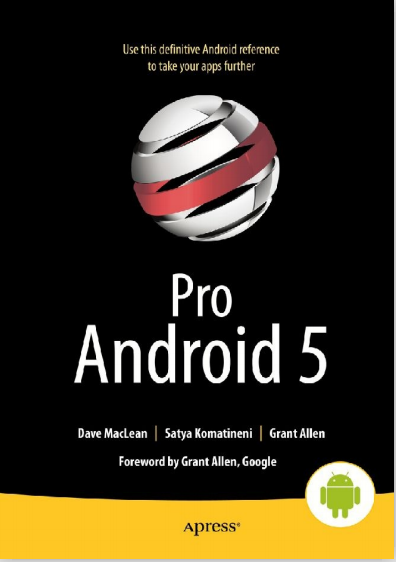 Use this definitive Android reference
to take your apps further
Pro
Android 5
Dave MacLean | Satya Komatineni | Grant Allen
Foreword by Grant Allen, Google
Apress®